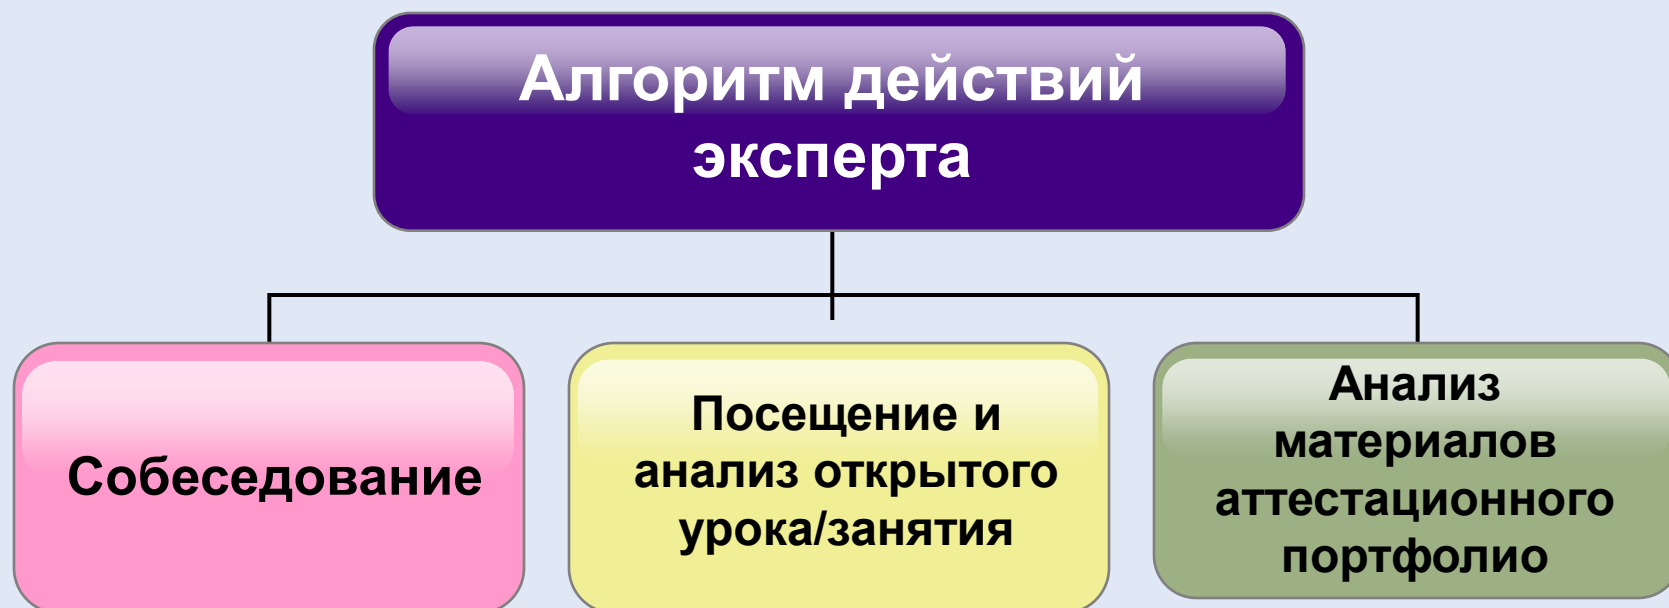 Алгоритм действий
эксперта
Собеседование
Посещение и
анализ открытого
урока/занятия
Анализ
материалов
аттестационного
портфолио